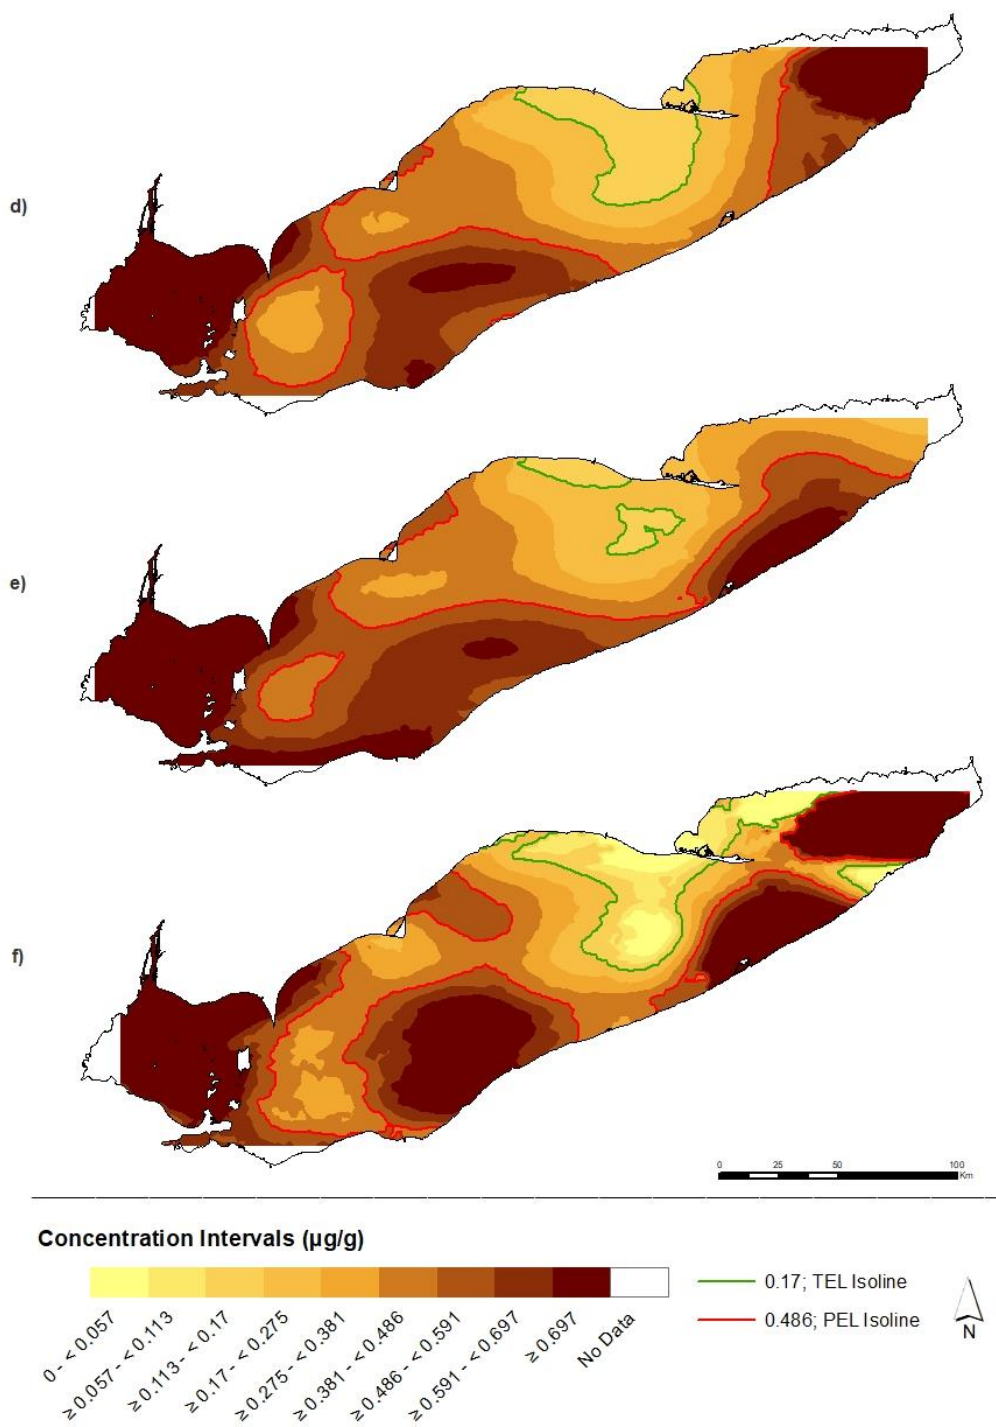 d)
e)
f)
0 25 50 100
Km
Concentration Intervals (µg/g)
0 - < 0.057
≥ 0.057 - < 0.113
≥ 0.113 - < 0.17
≥ 0.17 - < 0.275
≥ 0.275 - < 0.381
≥ 0.381 - < 0.486
≥ 0.486 - < 0.591
≥ 0.591 - < 0.697
≥ 0.697
No Data
0.17; TEL Isoline
0.486; PEL Isoline
N